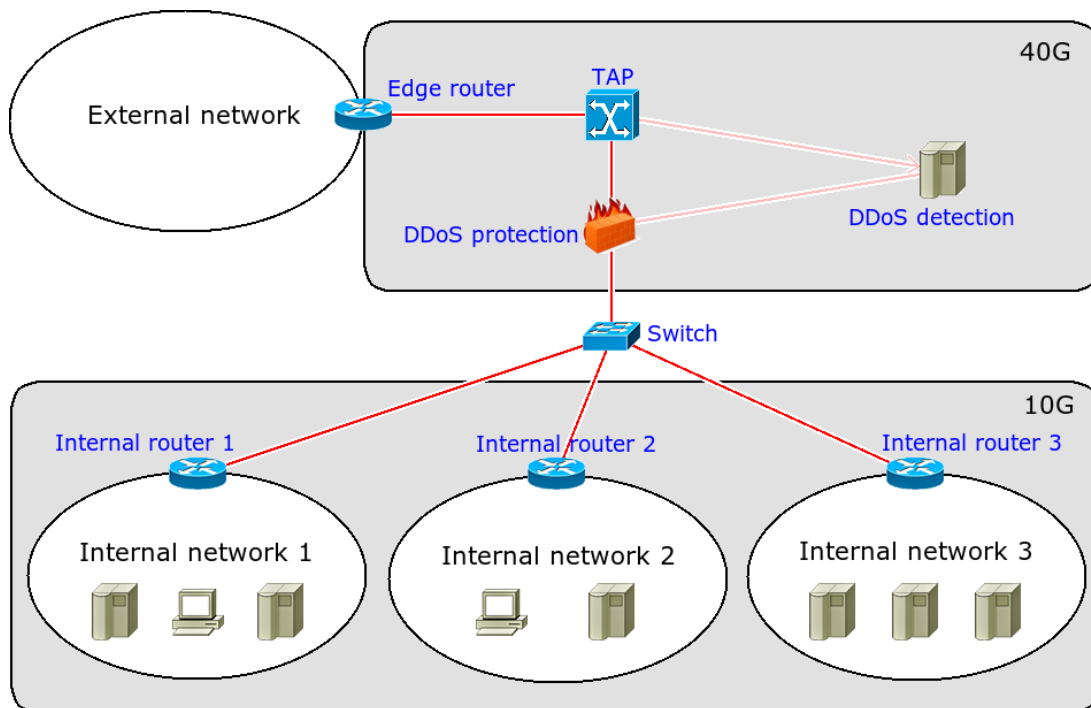 40G
TAP
Edge router
External network
DDoS detection
DDoS protection
Switch
10G
Internal router 1
Internal router 2
Internal router 3
Internal network 1
Internal network 2
Internal network 3